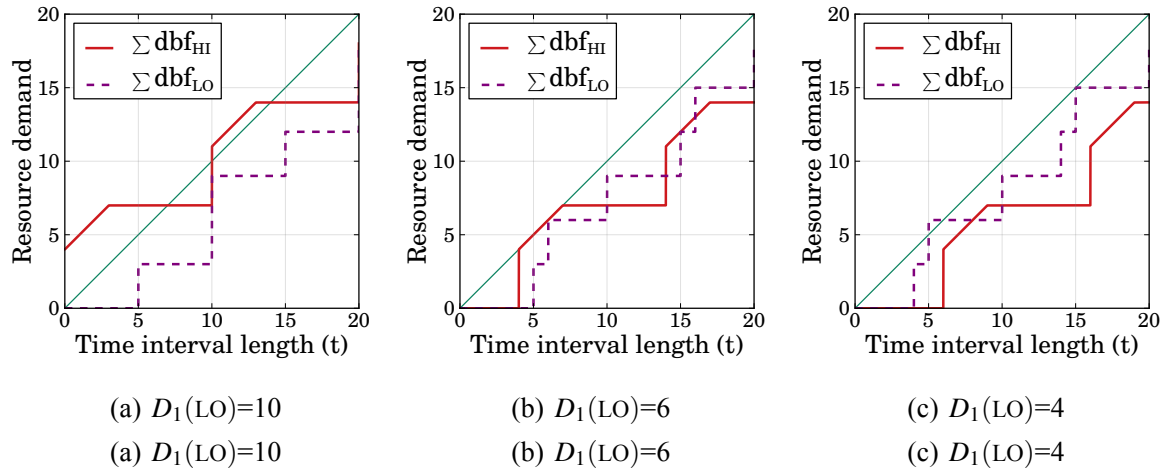 ∑ dbf_HI
∑ dbf_LO
20
15
10
5
0
Resource demand
0 5 10 15 20
Time interval length (t)
∑ dbf_HI
∑ dbf_LO
20
15
10
5
0
Resource demand
0 5 10 15 20
Time interval length (t)
∑ dbf_HI
∑ dbf_LO
20
15
10
5
0
Resource demand
0 5 10 15 20
Time interval length (t)
(a) D₁(LO)=10 (b) D₁(LO)=6 (c) D₁(LO)=4
(a) D₁(LO)=10 (b) D₁(LO)=6 (c) D₁(LO)=4